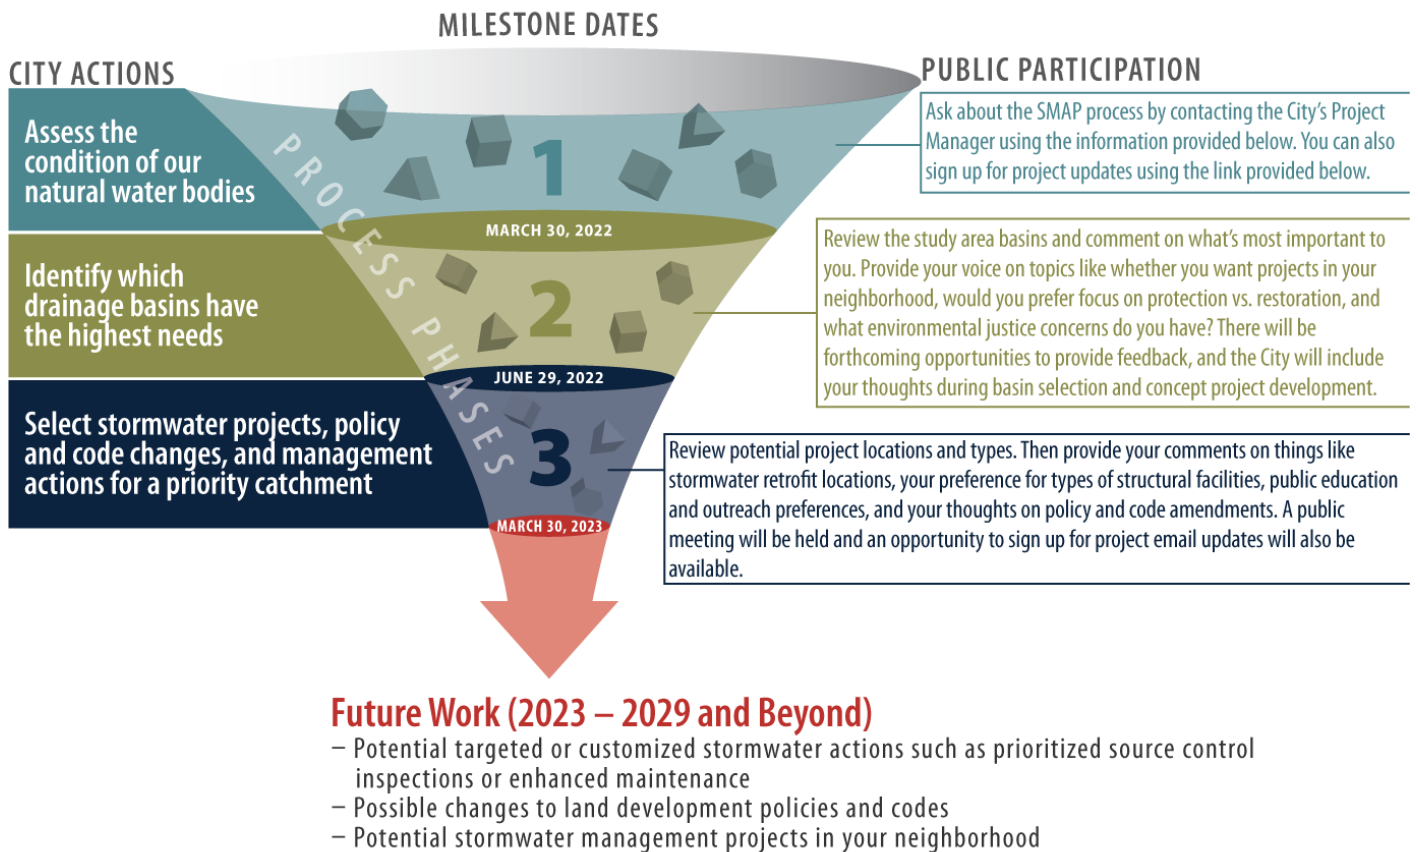 MILESTONE DATES
CITY ACTIONS
PUBLIC PARTICIPATION
PROCESS PHASES
Assess the
condition of our
natural water bodies
1
MARCH 30, 2022
Ask about the SMAP process by contacting the City's Project
Manager using the information provided below. You can also
sign up for project updates using the link provided below.
Identify which
drainage basins have
the highest needs
2
JUNE 29, 2022
Review the study area basins and comment on what's most important to
you. Provide your voice on topics like whether you want projects in your
neighborhood, would you prefer focus on protection vs. restoration, and
what environmental justice concerns do you have? There will be
forthcoming opportunities to provide feedback, and the City will include
your thoughts during basin selection and concept project development.
Select stormwater projects, policy
and code changes, and management
actions for a priority catchment
3
MARCH 30, 2023
Review potential project locations and types. Then provide your comments on things like
stormwater retrofit locations, your preference for types of structural facilities, public education
and outreach preferences, and your thoughts on policy and code amendments. A public
meeting will be held and an opportunity to sign up for project email updates will also be
available.
Future Work (2023 – 2029 and Beyond)
– Potential targeted or customized stormwater actions such as prioritized source control
inspections or enhanced maintenance
– Possible changes to land development policies and codes
– Potential stormwater management projects in your neighborhood